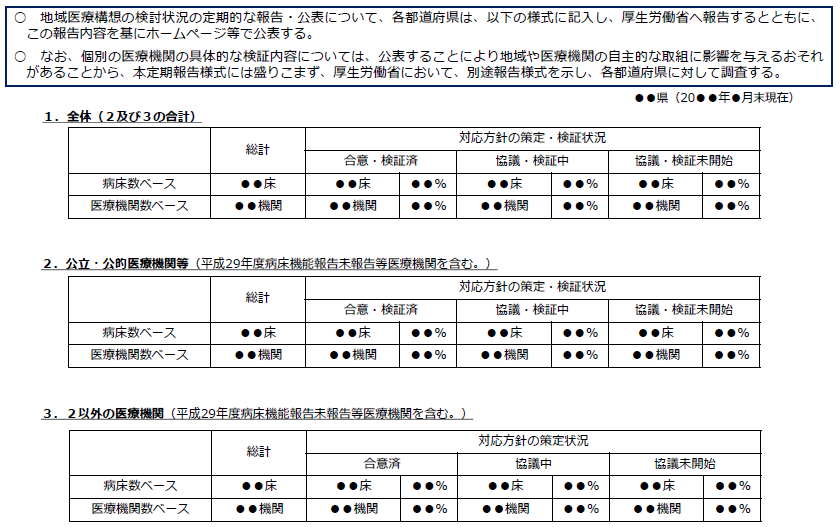 ○　地域医療構想の検討状況の定期的な報告・公表について、各都道府県は、以下の様式に記入し、厚生労働省へ報告するとともに、
この報告内容を基にホームページ等で公表する。
○　なお、個別の医療機関の具体的な検証内容については、公表することにより地域や医療機関の自主的な取組に影響を与えるおそれ
があることから、本定期報告様式には盛りこまず、厚生労働省において、別途報告様式を示し、各都道府県に対して調査する。
●●県（20●●年●月末現在）
１．全体（２及び３の合計）
総計 対応方針の策定・検証状況
合意・検証済 協議・検証中 協議・検証未開始
病床数ベース ●●床 ●●床 ●●% ●●床 ●●% ●●床 ●●%
医療機関数ベース ●●機関 ●●機関 ●●% ●●機関 ●●% ●●機関 ●●%
２．公立・公的医療機関等（平成29年度病床機能報告未報告等医療機関を含む。）
総計 対応方針の策定・検証状況
合意・検証済 協議・検証中 協議・検証未開始
病床数ベース ●●床 ●●床 ●●% ●●床 ●●% ●●床 ●●%
医療機関数ベース ●●機関 ●●機関 ●●% ●●機関 ●●% ●●機関 ●●%
３．２以外の医療機関（平成29年度病床機能報告未報告等医療機関を含む。）
総計 対応方針の策定状況
合意済 協議中 協議未開始
病床数ベース ●●床 ●●床 ●●% ●●床 ●●% ●●床 ●●%
医療機関数ベース ●●機関 ●●機関 ●●% ●●機関 ●●% ●●機関 ●●%